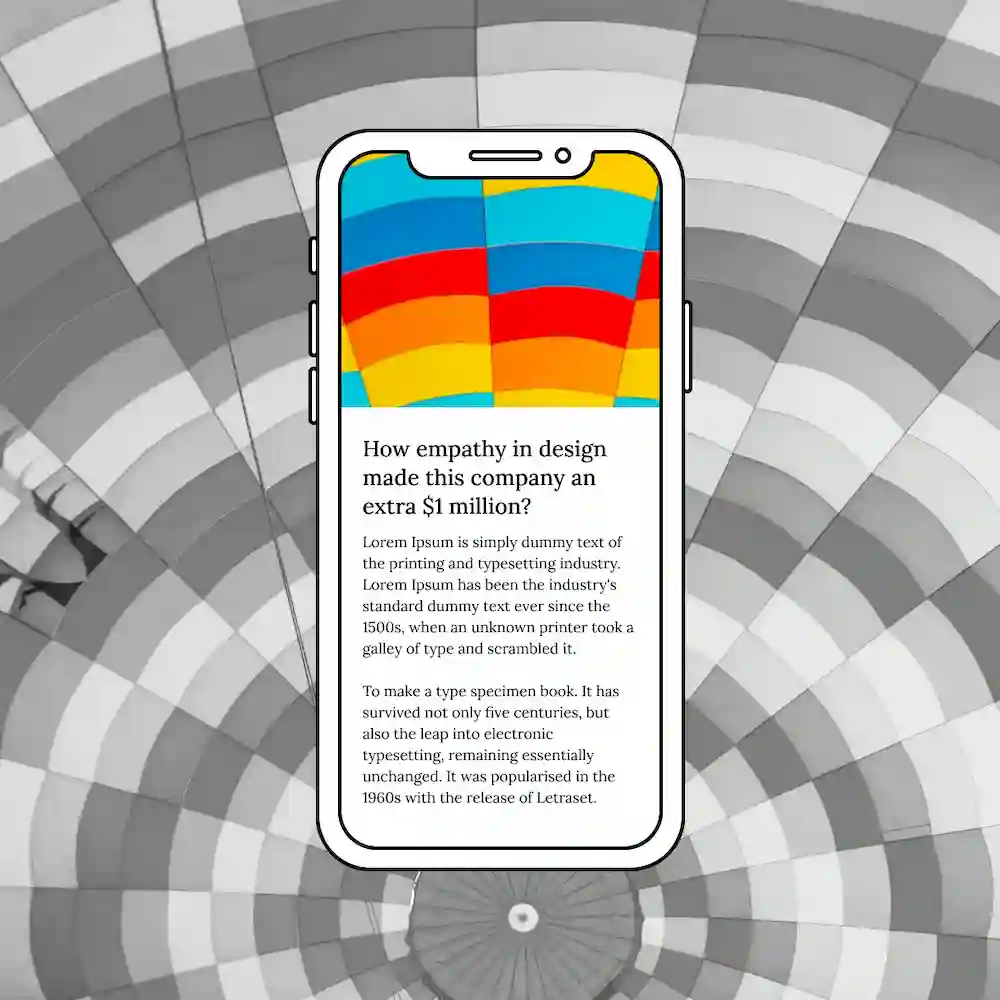 How empathy in design
made this company an
extra $1 million?
Lorem Ipsum is simply dummy text of
the printing and typesetting industry.
Lorem Ipsum has been the industry's
standard dummy text ever since the
1500s, when an unknown printer took a
galley of type and scrambled it.
To make a type specimen book. It has
survived not only five centuries, but
also the leap into electronic
typesetting, remaining essentially
unchanged. It was popularised in the
1960s with the release of Letraset.